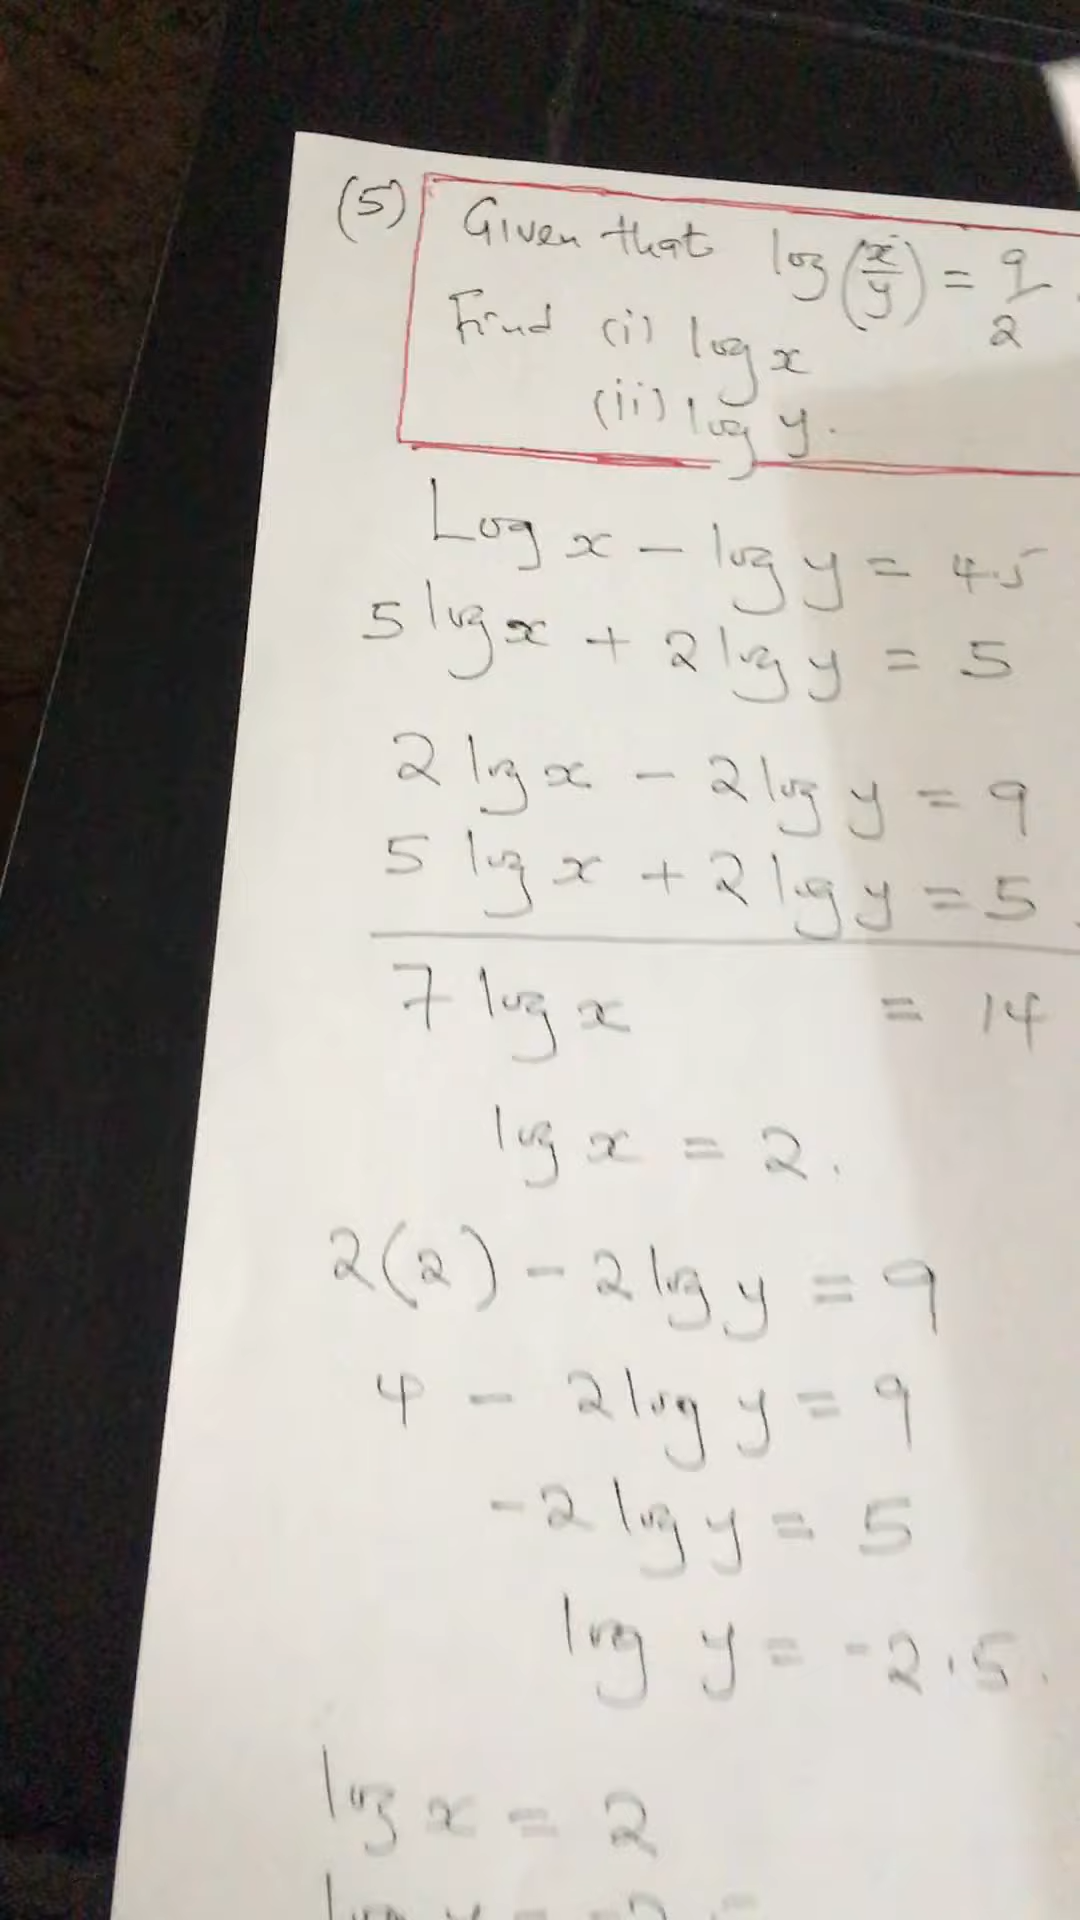 (5) Given that log(x/y) = 9/2
Find (i) log x
(ii) log y.
Log x - log y = 4.5
5 log x + 2 log y = 5
2 log x - 2 log y = 9
5 log x + 2 log y = 5
7 log x = 14
log x = 2.
2(2) - 2 log y = 9
4 - 2 log y = 9
-2 log y = 5
log y = -2.5.
log x = 2